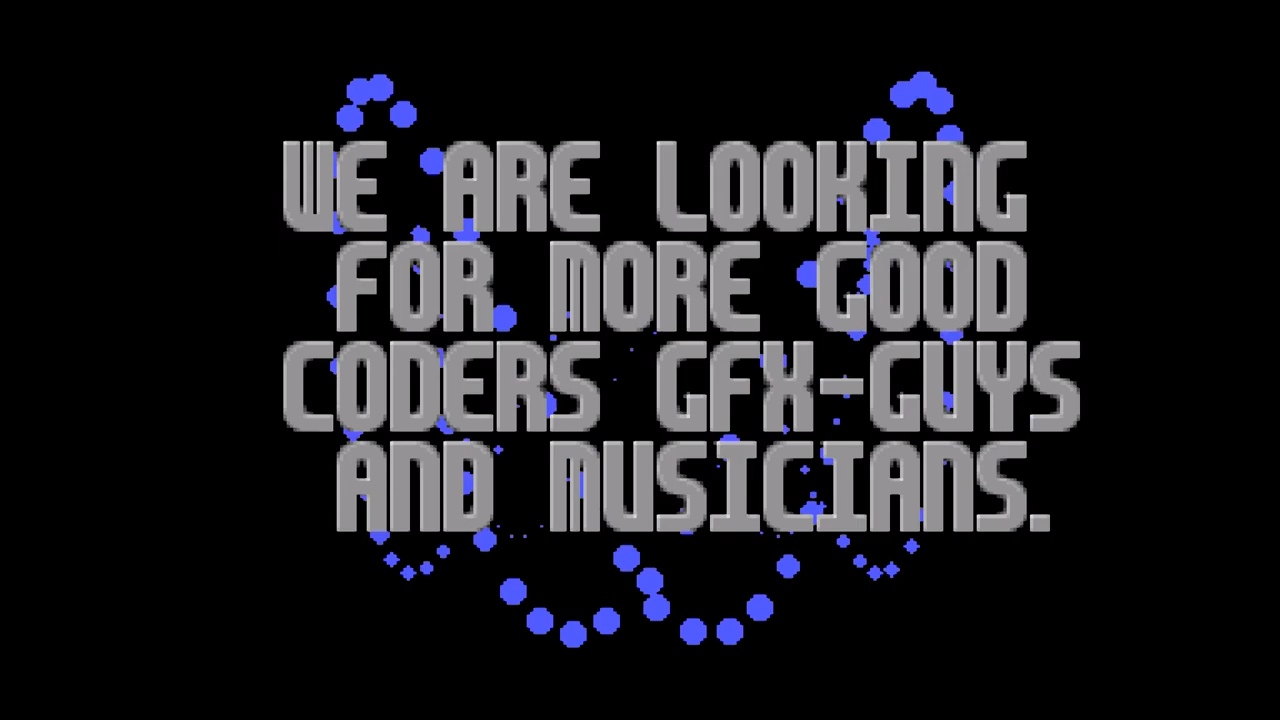 WE ARE LOOKING
FOR MORE GOOD
CODERS GFX-GUYS
AND MUSICIANS.